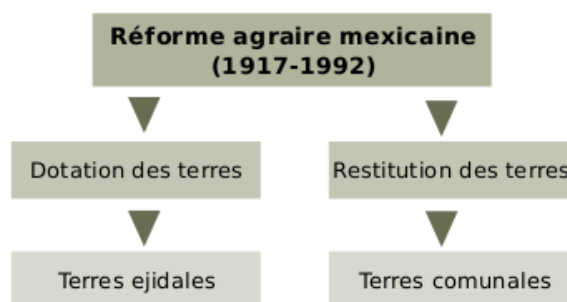 Réforme agraire mexicaine
(1917-1992)
Dotation des terres
Restitution des terres
Terres ejidales
Terres comunales